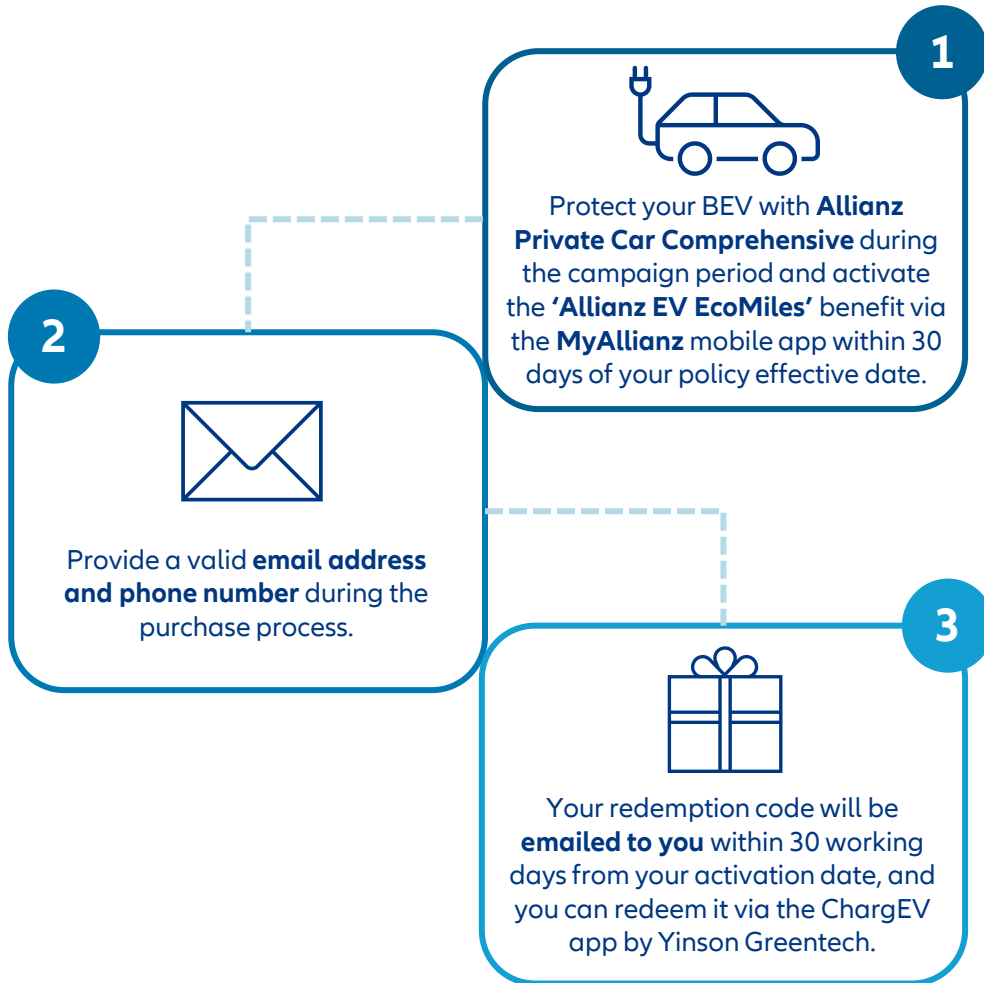 1
Protect your BEV with Allianz
Private Car Comprehensive during
the campaign period and activate
the ‘Allianz EV EcoMiles’ benefit via
the MyAllianz mobile app within 30
days of your policy effective date.
2
Provide a valid email address
and phone number during the
purchase process.
3
Your redemption code will be
emailed to you within 30 working
days from your activation date, and
you can redeem it via the ChargEV
app by Yinson Greentech.